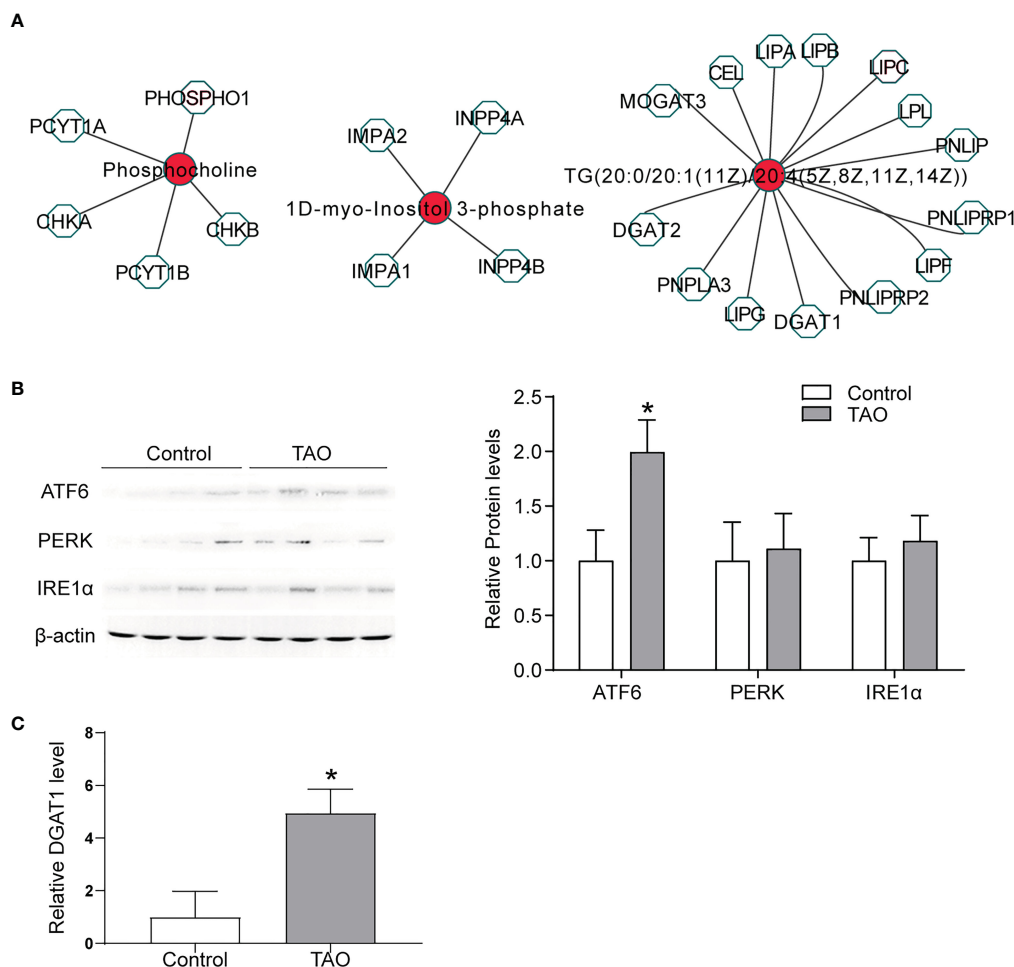 A
PHOSPHO1
PCYT1A
Phosphocholine
CHKA
CHKB
PCYT1B
IMPA2
INPP4A
1D-myo-Inositol 3-phosphate
IMPA1
INPP4B
LIPA
LIPB
CEL
LIPC
MOGAT3
LPL
PNLIP
TG(20:0/20:1(11Z)/20:4(5Z,8Z,11Z,14Z))
DGAT2
PNLIPRP1
LIPF
PNPLA3
PNLIPRP2
LIPG
DGAT1
B
Control TAO
ATF6
PERK
IRE1α
β-actin
Control
TAO
*
Relative Protein levels
2.5
2.0
1.5
1.0
0.5
0.0
ATF6 PERK IRE1α
C
*
Relative DGAT1 level
8
6
4
2
0
Control TAO